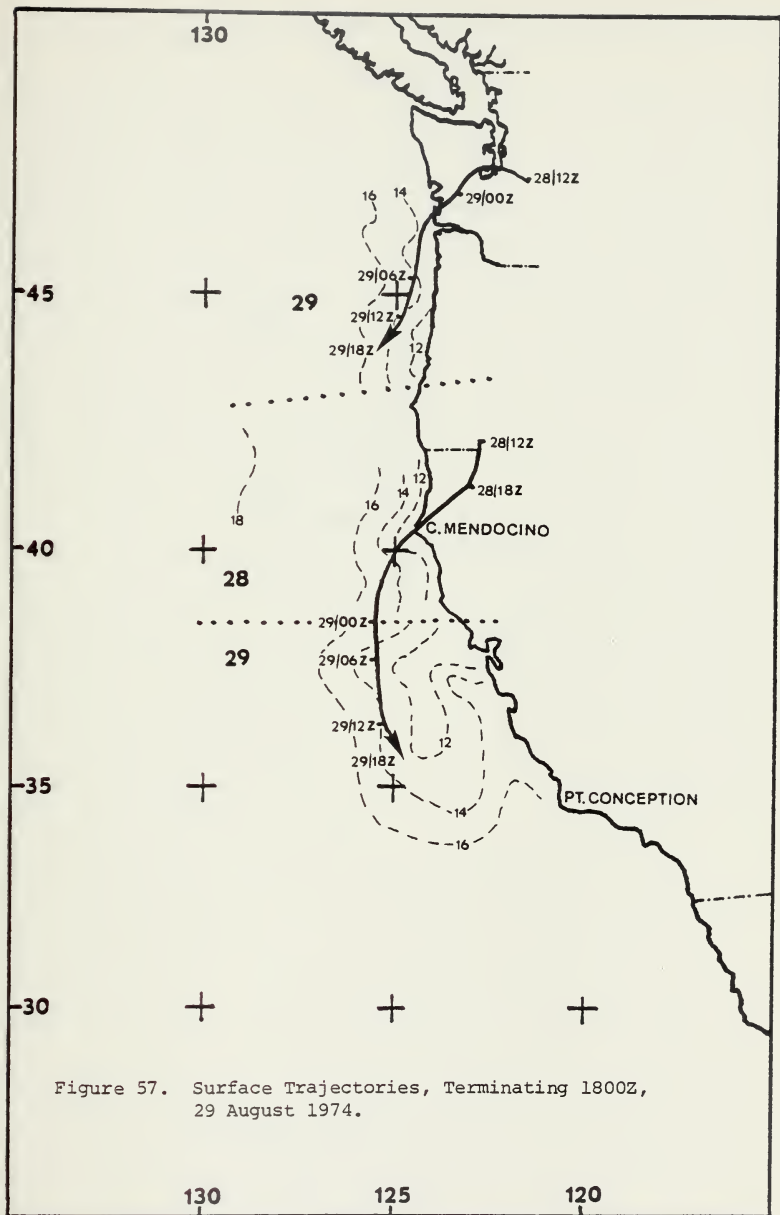 130
28/12Z
16
14
29/00Z
29/06Z
45
29
29/12Z
29/18Z
12
28/12Z
12
14
16
28/18Z
18
C. MENDOCINO
40
28
29/00Z
29/06Z
29
29/12Z
12
29/18Z
35
PT. CONCEPTION
14
16
30
Figure 57. Surface Trajectories, Terminating 1800Z,
29 August 1974.
130 125 120